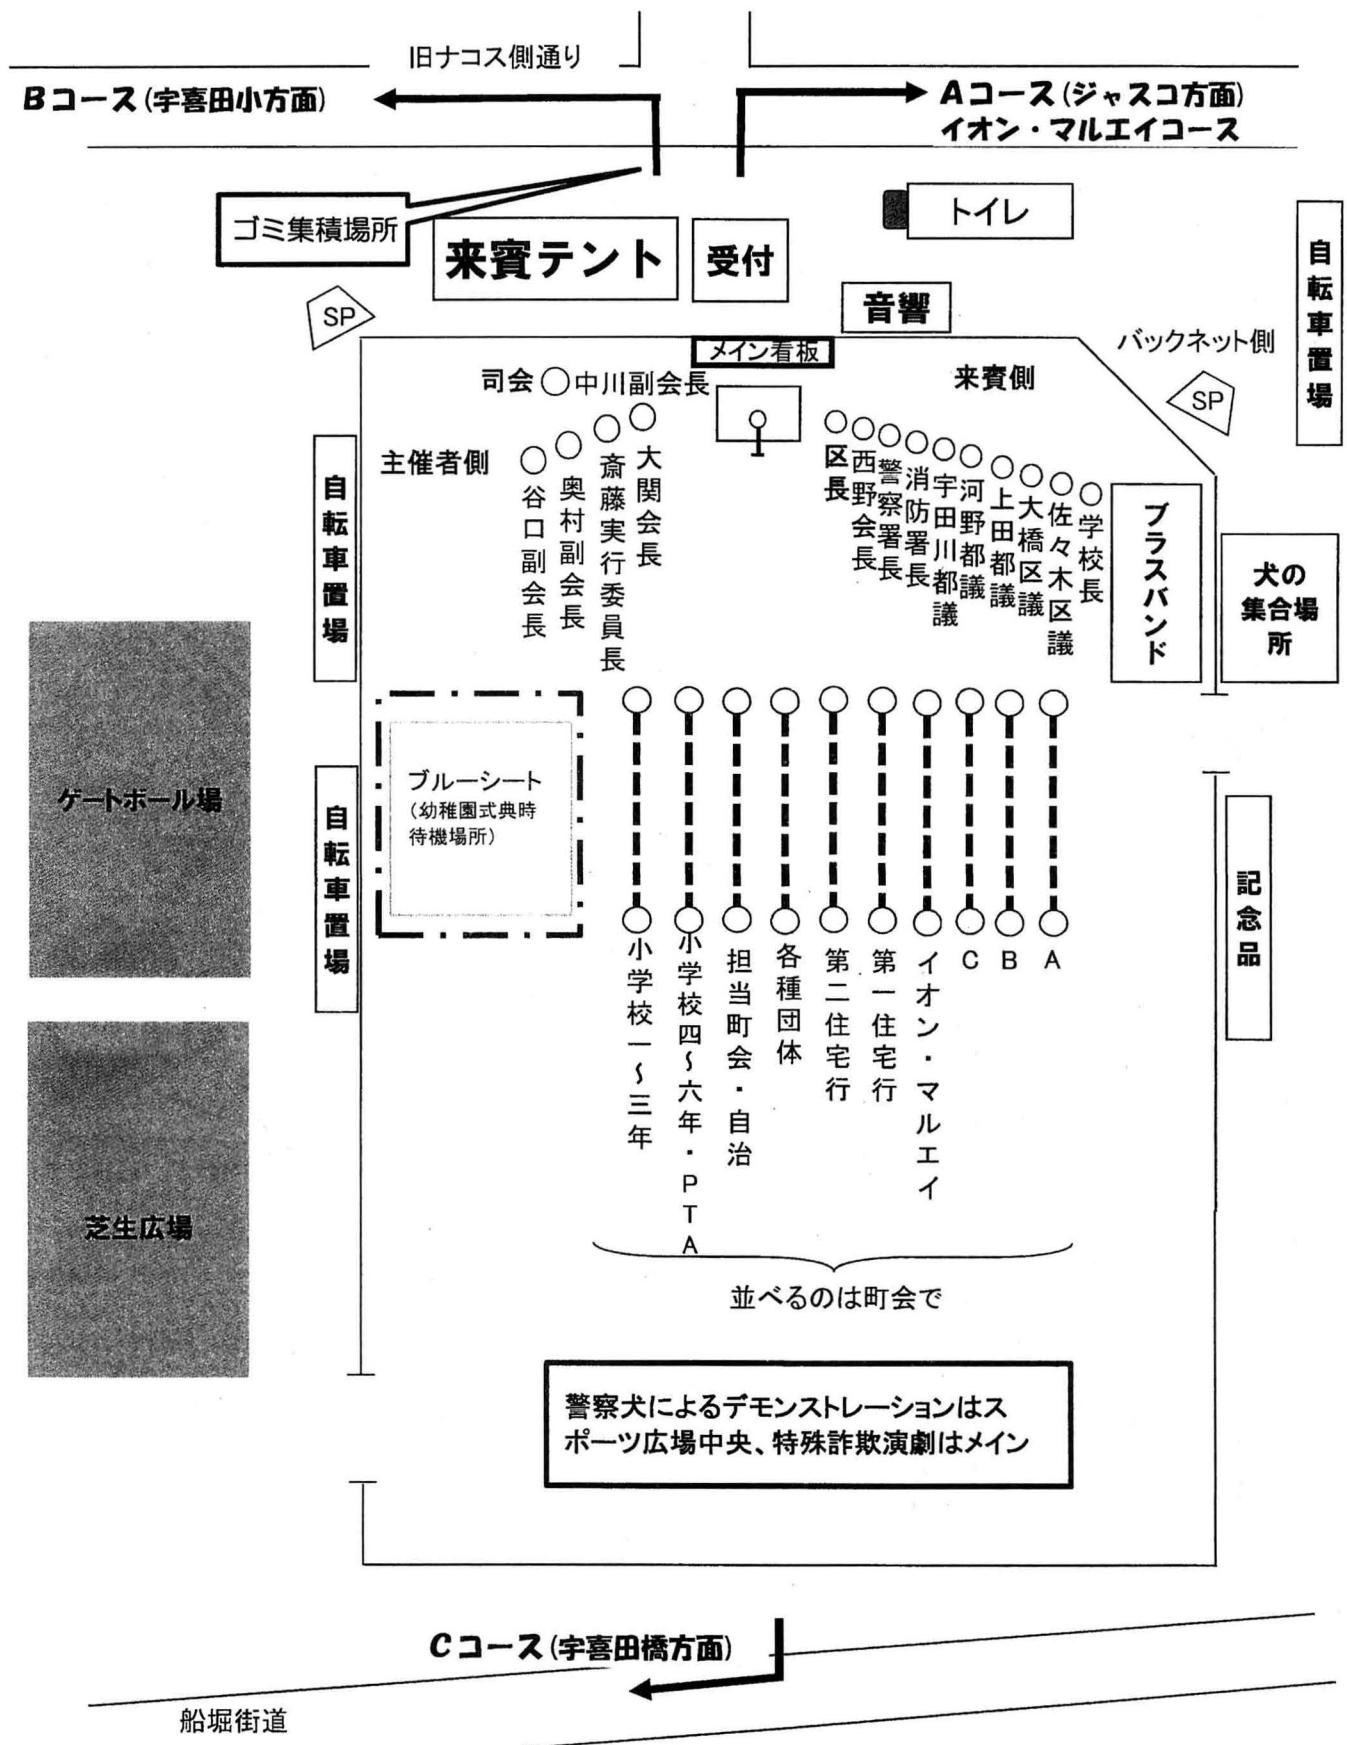 旧ナコス側通り
Bコース(宇喜田小方面)
Aコース(ジャスコ方面)
イオン・マルエイコース
ゴミ集積場所
来賓テント
受付
トイレ
自転車置場
SP
音響
バックネット側
メイン看板
司会
中川副会長
来賓側
SP
主催者側
谷口副会長
奥村副会長
斎藤実行委員長
大関会長
区長
西野会長
警察署長
消防署長
宇田川都議
河野都議
上田都議
大橋区議
佐々木区議
学校長
自転車置場
ブラスバンド
犬の
集合場
所
ゲートボール場
自転車置場
ブルーシート
(幼稚園式典時
待機場所)
記念品
小学校一~三年
小学校四~六年・PTA
担当町会・自治
各種団体
第二住宅行
第一住宅行
イオン・マルエイ
C
B
A
芝生広場
並べるのは町会で
警察犬によるデモンストレーションはス
ポーツ広場中央、特殊詐欺演劇はメイン
Cコース(宇喜田橋方面)
船堀街道